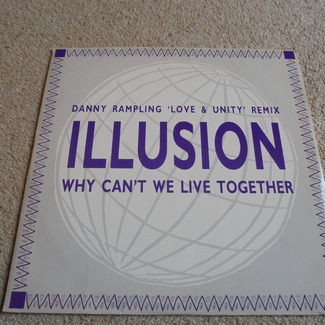 DANNY RAMPLING 'LOVE & UNITY' REMIX
ILLUSION
WHY CAN'T WE LIVE TOGETHER